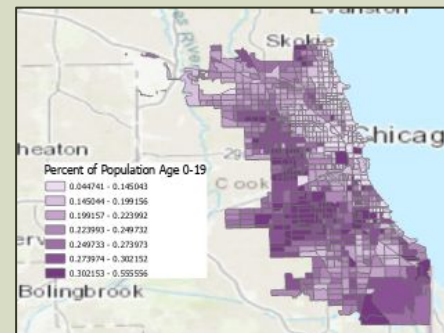 Evanston
Skokie
Chicag
29
Cook
heaton
Percent of Population Age 0-19
0.044741 - 0.145043
0.145044 - 0.199156
0.199157 - 0.223992
0.223993 - 0.249732
0.249733 - 0.273973
0.273974 - 0.302152
0.302153 - 0.555556
Bolingbrook